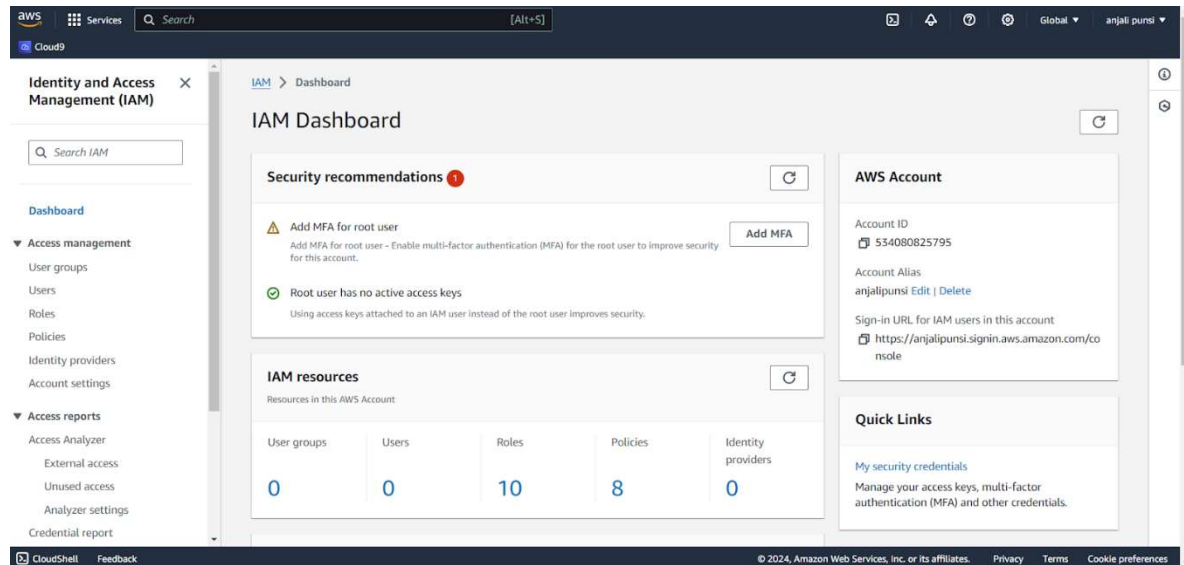 aws
Services
Search
[Alt+S]
Global ▼
anjali punsi ▼
Cloud9
Identity and Access
Management (IAM)
Search IAM
Dashboard
Access management
User groups
Users
Roles
Policies
Identity providers
Account settings
Access reports
Access Analyzer
External access
Unused access
Analyzer settings
Credential report
IAM > Dashboard
IAM Dashboard
Security recommendations 1
Add MFA for root user
Add MFA for root user - Enable multi-factor authentication (MFA) for the root user to improve security
for this account.
Add MFA
Root user has no active access keys
Using access keys attached to an IAM user instead of the root user improves security.
IAM resources
Resources in this AWS Account
User groups
Users
Roles
Policies
Identity
providers
0
0
10
8
0
AWS Account
Account ID
534080825795
Account Alias
anjalipunsi Edit | Delete
Sign-in URL for IAM users in this account
https://anjalipunsi.signin.aws.amazon.com/co
nsole
Quick Links
My security credentials
Manage your access keys, multi-factor
authentication (MFA) and other credentials.
CloudShell
Feedback
© 2024, Amazon Web Services, Inc. or its affiliates.
Privacy
Terms
Cookie preferences